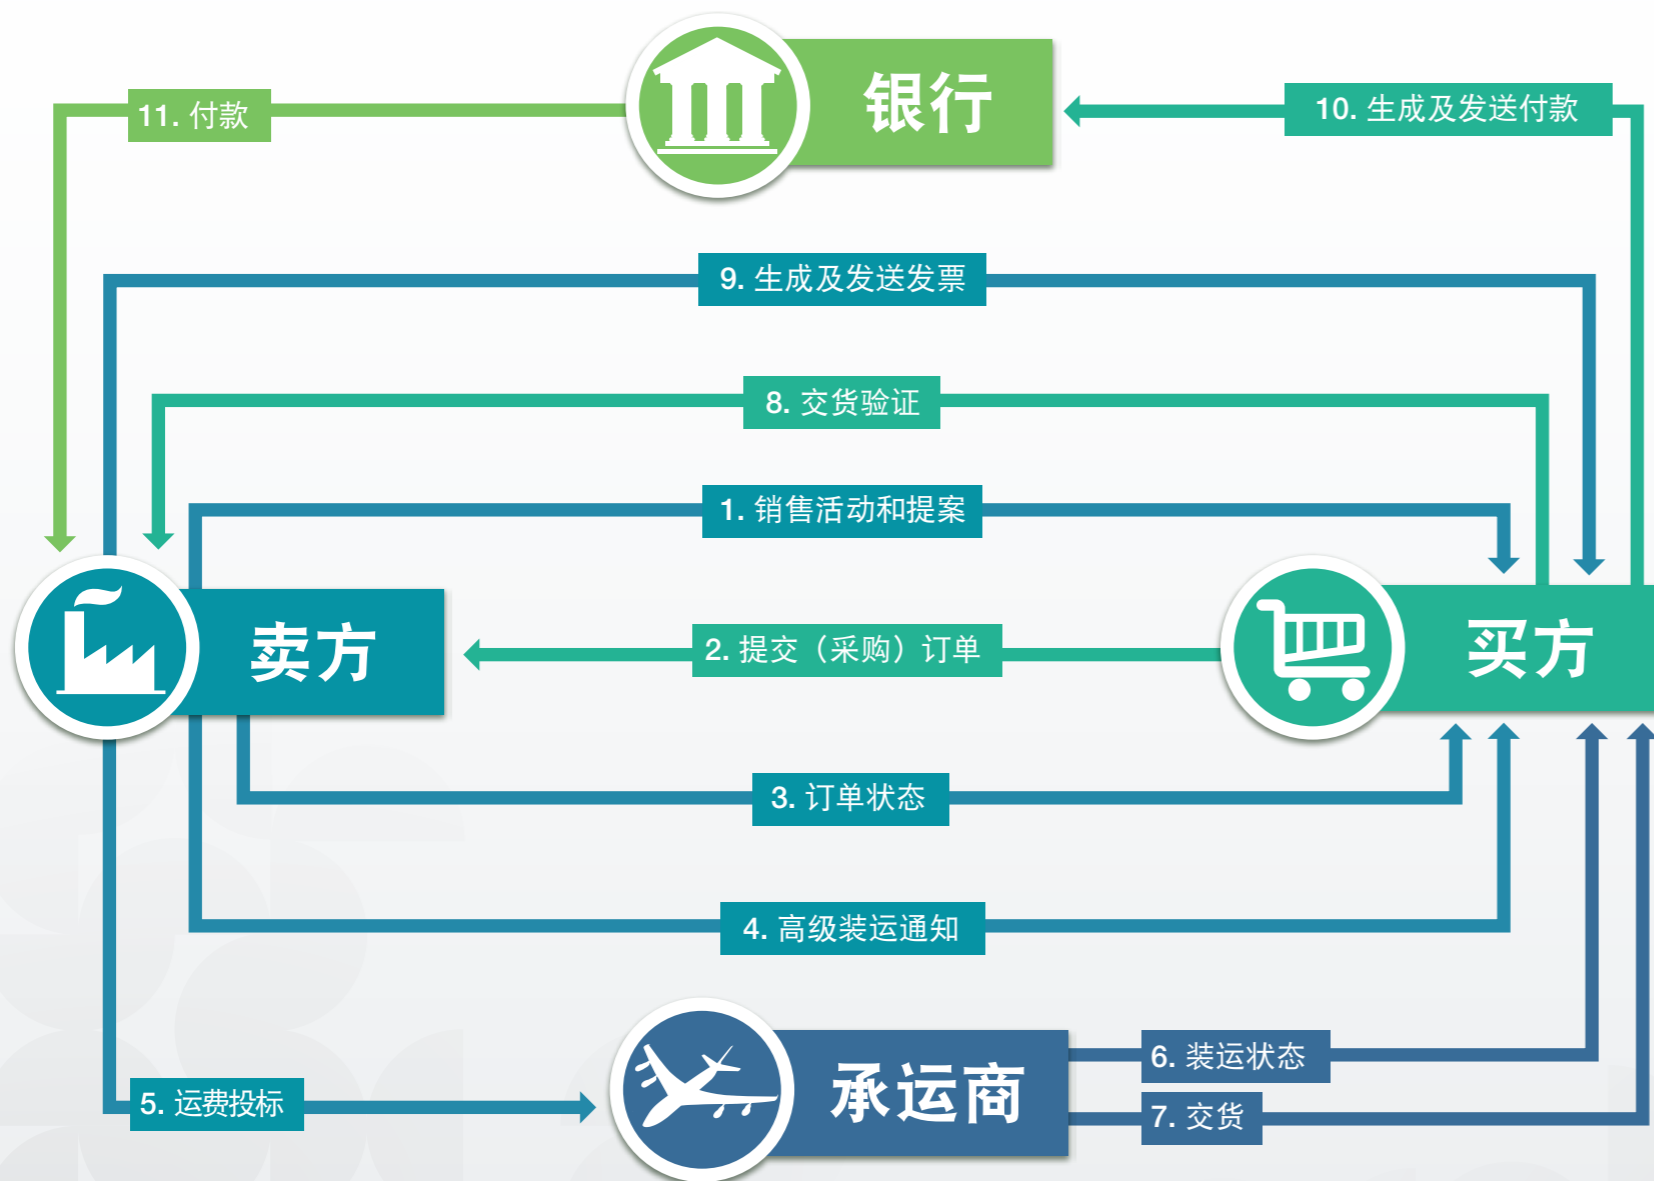 银行
11. 付款
10. 生成及发送付款
9. 生成及发送发票
8. 交货验证
1. 销售活动和提案
卖方
2. 提交（采购）订单
买方
3. 订单状态
4. 高级装运通知
5. 运费投标
承运商
6. 装运状态
7. 交货